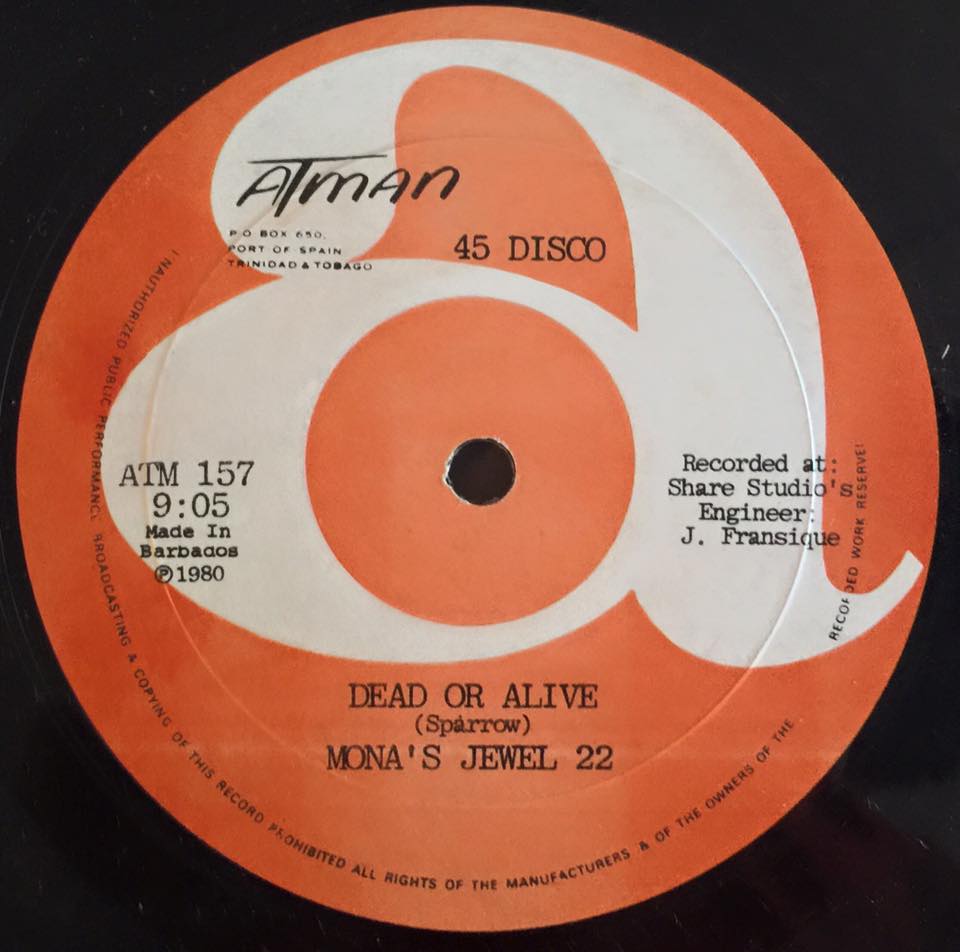 ATMAN
P.O BOX 650,
PORT OF SPAIN
TRINIDAD & TOBAGO
45 DISCO
ATM 157
9:05
Made In
Barbados
℗1980
Recorded at:
Share Studio's
Engineer:
J. Fransique
DEAD OR ALIVE
(Sparrow)
MONA'S JEWEL 22
UNAUTHORIZED PUBLIC PERFORMANCE BROADCASTING & COPYING OF THIS RECORD PROHIBITED ALL RIGHTS OF THE MANUFACTURERS & OF THE OWNERS OF THE RECORDED WORK RESERVE!